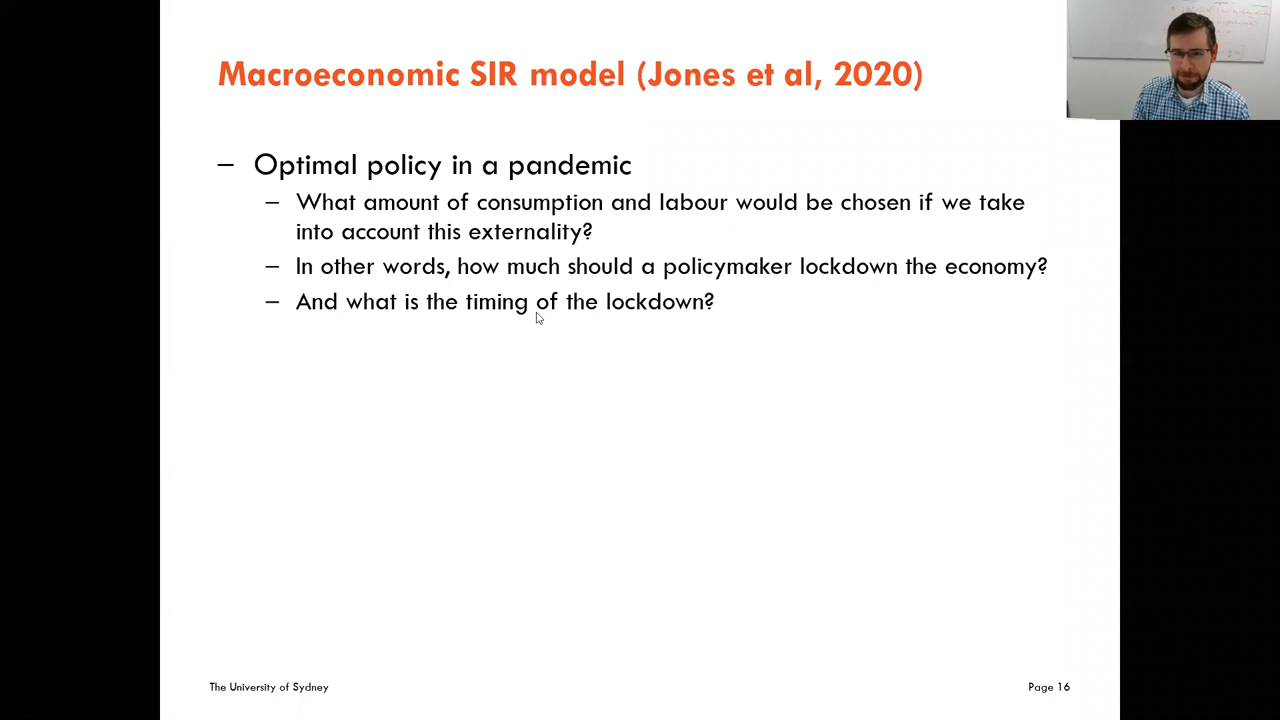 Macroeconomic SIR model (Jones et al, 2020)
– Optimal policy in a pandemic
– What amount of consumption and labour would be chosen if we take
into account this externality?
– In other words, how much should a policymaker lockdown the economy?
– And what is the timing of the lockdown?
The University of Sydney
Page 16